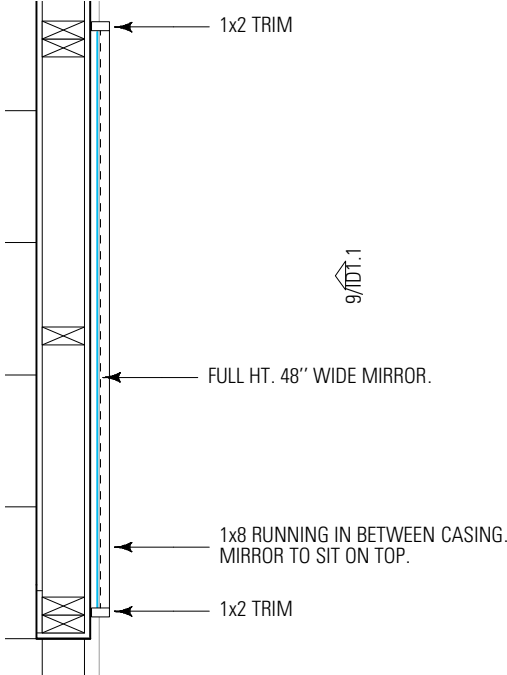 1x2 TRIM
9/ID1.1
FULL HT. 48'' WIDE MIRROR.
1x8 RUNNING IN BETWEEN CASING.
MIRROR TO SIT ON TOP.
1x2 TRIM